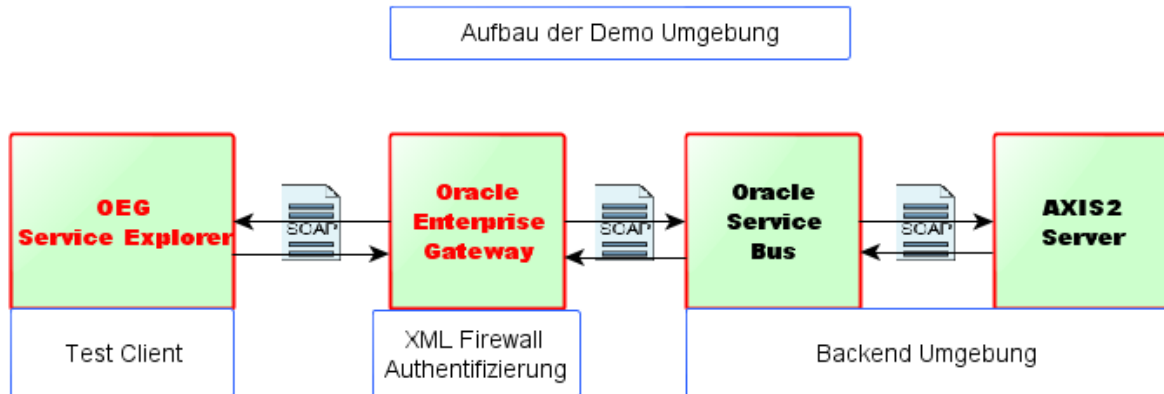 Aufbau der Demo Umgebung
OEG
Service Explorer
SOAP
Oracle
Enterprise
Gateway
SOAP
Oracle
Service
Bus
SOAP
AXIS2
Server
Test Client
XML Firewall
Authentifizierung
Backend Umgebung